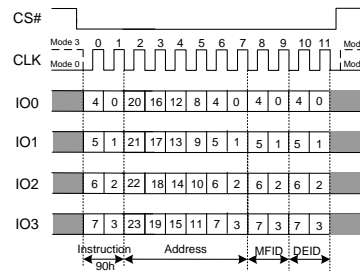 CS#
Mode 3 0 1 2 3 4 5 6 7 8 9 10 11 Mod
CLK Mode 0 Mod
IO0 4 0 20 16 12 8 4 0 4 0 4 0
IO1 5 1 21 17 13 9 5 1 5 1 5 1
IO2 6 2 22 18 14 10 6 2 6 2 6 2
IO3 7 3 23 19 15 11 7 3 7 3 7 3
Instruction Address MFID DEID
90h